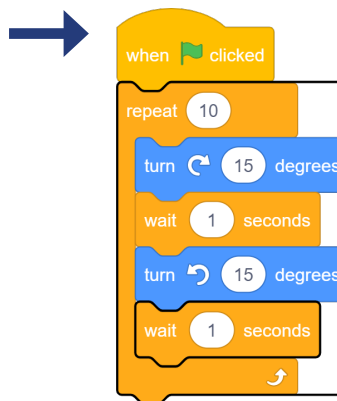 when clicked
repeat 10
turn 15 degrees
wait 1 seconds
turn 15 degrees
wait 1 seconds